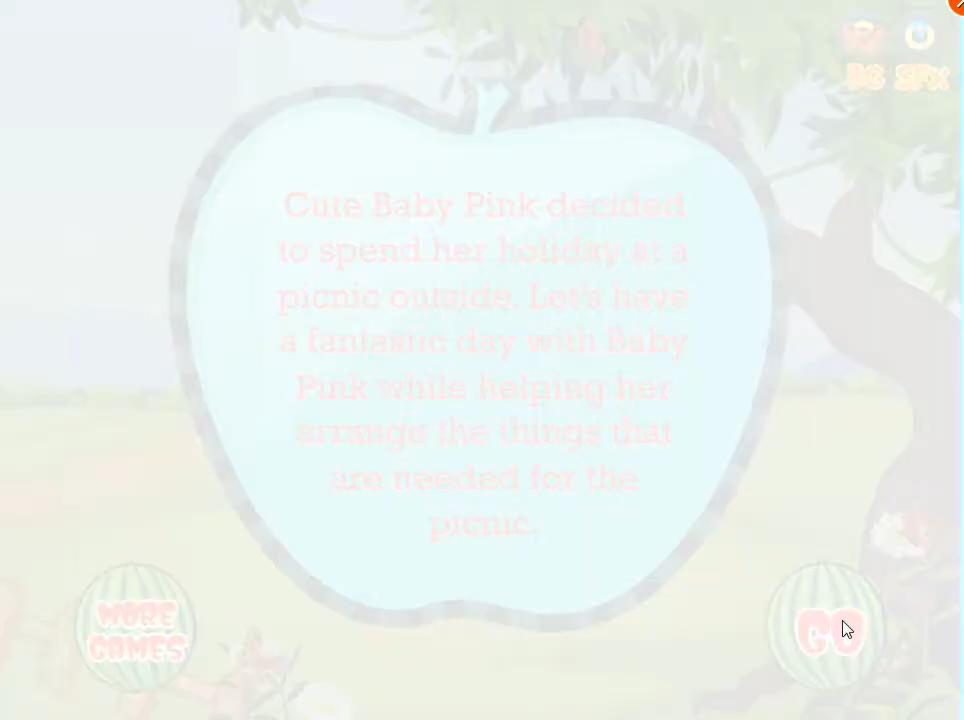 BG SFX
Cute Baby Pink decided
to spend her holiday at a
picnic outside. Let's have
a fantastic day with Baby
Pink while helping her
arrange the things that
are needed for the
picnic.
MORE
GAMES
GO